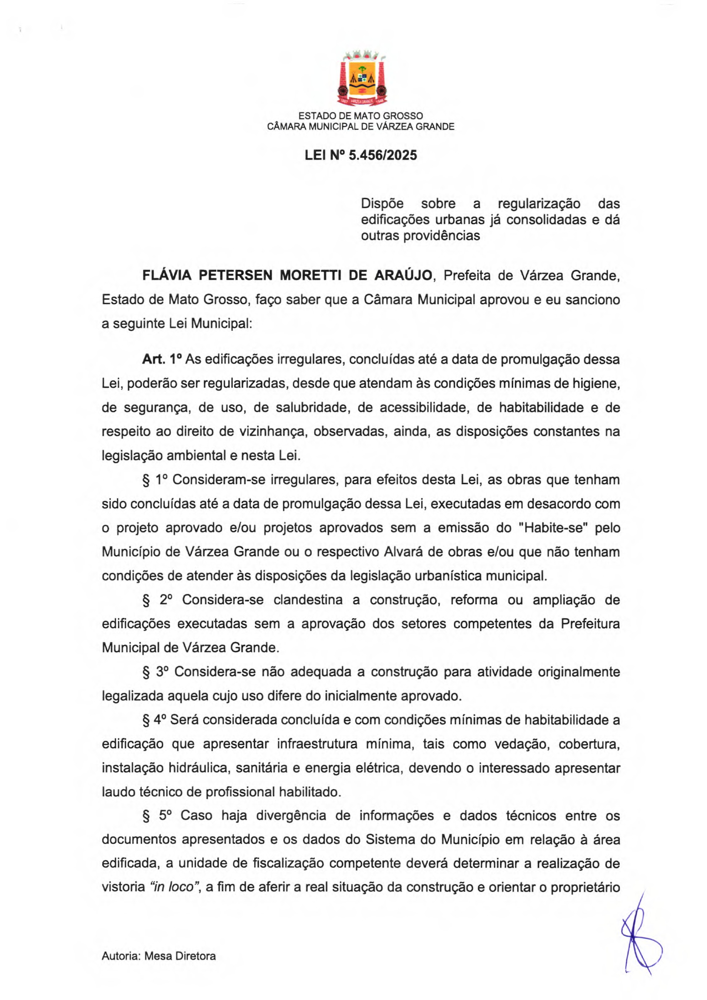 1867 VÁRZEA GRANDE 1948
ESTADO DE MATO GROSSO
CÂMARA MUNICIPAL DE VÁRZEA GRANDE
LEI Nº 5.456/2025
Dispõe sobre a regularização das
edificações urbanas já consolidadas e dá
outras providências
FLÁVIA PETERSEN MORETTI DE ARAÚJO, Prefeita de Várzea Grande,
Estado de Mato Grosso, faço saber que a Câmara Municipal aprovou e eu sanciono
a seguinte Lei Municipal:
Art. 1º As edificações irregulares, concluídas até a data de promulgação dessa
Lei, poderão ser regularizadas, desde que atendam às condições mínimas de higiene,
de segurança, de uso, de salubridade, de acessibilidade, de habitabilidade e de
respeito ao direito de vizinhança, observadas, ainda, as disposições constantes na
legislação ambiental e nesta Lei.
§ 1º Consideram-se irregulares, para efeitos desta Lei, as obras que tenham
sido concluídas até a data de promulgação dessa Lei, executadas em desacordo com
o projeto aprovado e/ou projetos aprovados sem a emissão do "Habite-se" pelo
Município de Várzea Grande ou o respectivo Alvará de obras e/ou que não tenham
condições de atender às disposições da legislação urbanística municipal.
§ 2º Considera-se clandestina a construção, reforma ou ampliação de
edificações executadas sem a aprovação dos setores competentes da Prefeitura
Municipal de Várzea Grande.
§ 3º Considera-se não adequada a construção para atividade originalmente
legalizada aquela cujo uso difere do inicialmente aprovado.
§ 4º Será considerada concluída e com condições mínimas de habitabilidade a
edificação que apresentar infraestrutura mínima, tais como vedação, cobertura,
instalação hidráulica, sanitária e energia elétrica, devendo o interessado apresentar
laudo técnico de profissional habilitado.
§ 5º Caso haja divergência de informações e dados técnicos entre os
documentos apresentados e os dados do Sistema do Município em relação à área
edificada, a unidade de fiscalização competente deverá determinar a realização de
vistoria “in loco”, a fim de aferir a real situação da construção e orientar o proprietário
Autoria: Mesa Diretora